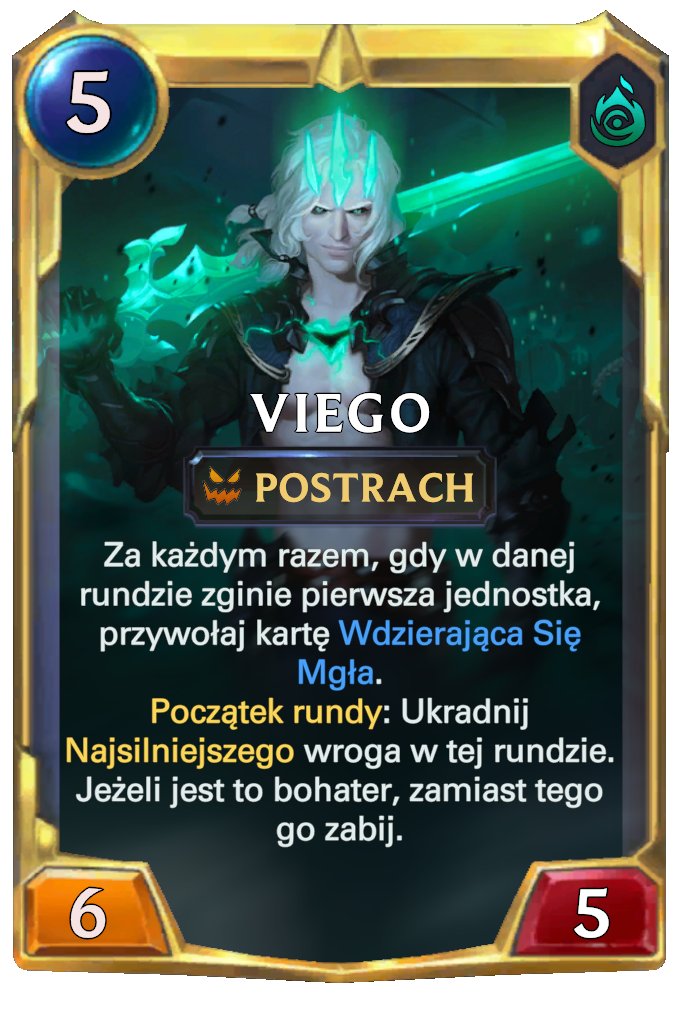 5
VIEGO
POSTRACH
Za każdym razem, gdy w danej
rundzie zginie pierwsza jednostka,
przywołaj kartę Wdzierająca Się
Mgła.
Początek rundy: Ukradnij
Najsilniejszego wroga w tej rundzie.
Jeżeli jest to bohater, zamiast tego
go zabij.
6
5